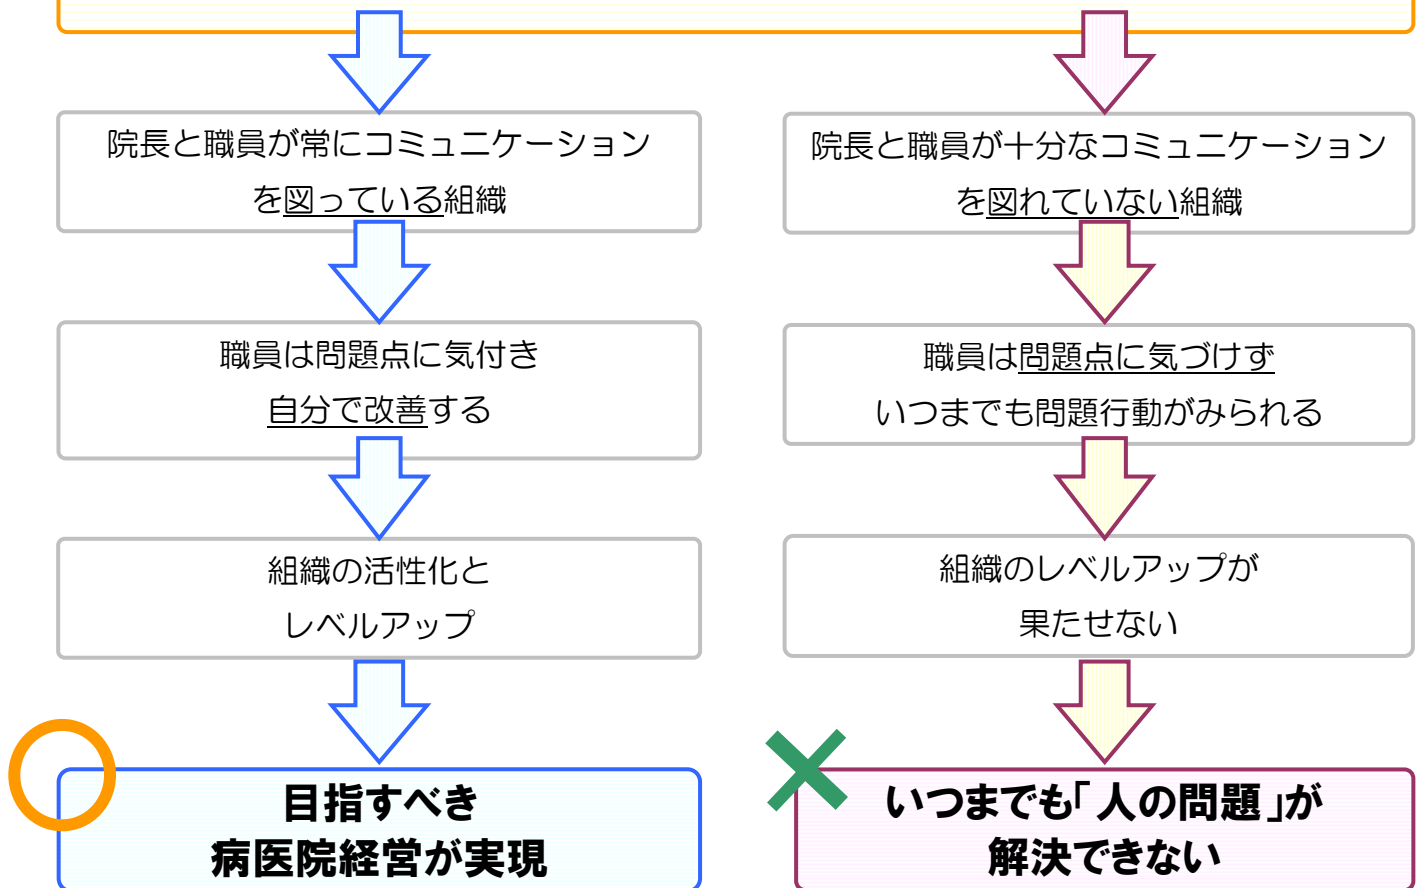 院長と職員が常にコミュニケーション
を図っている組織
職員は問題点に気付き
自分で改善する
組織の活性化と
レベルアップ
目指すべき
病医院経営が実現
院長と職員が十分なコミュニケーション
を図れていない組織
職員は問題点に気づけず
いつまでも問題行動がみられる
組織のレベルアップが
果たせない
いつまでも「人の問題」が
解決できない